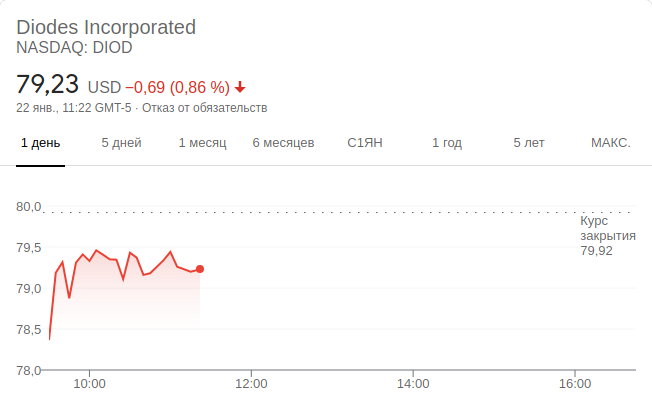 Diodes Incorporated
NASDAQ: DIOD
79,23 USD −0,69 (0,86 %)
22 янв., 11:22 GMT-5 · Отказ от обязательств
1 день 5 дней 1 месяц 6 месяцев С1ЯН 1 год 5 лет МАКС.
80,0
Курс
закрытия
79,92
79,5
79,0
78,5
78,0
10:00 12:00 14:00 16:00